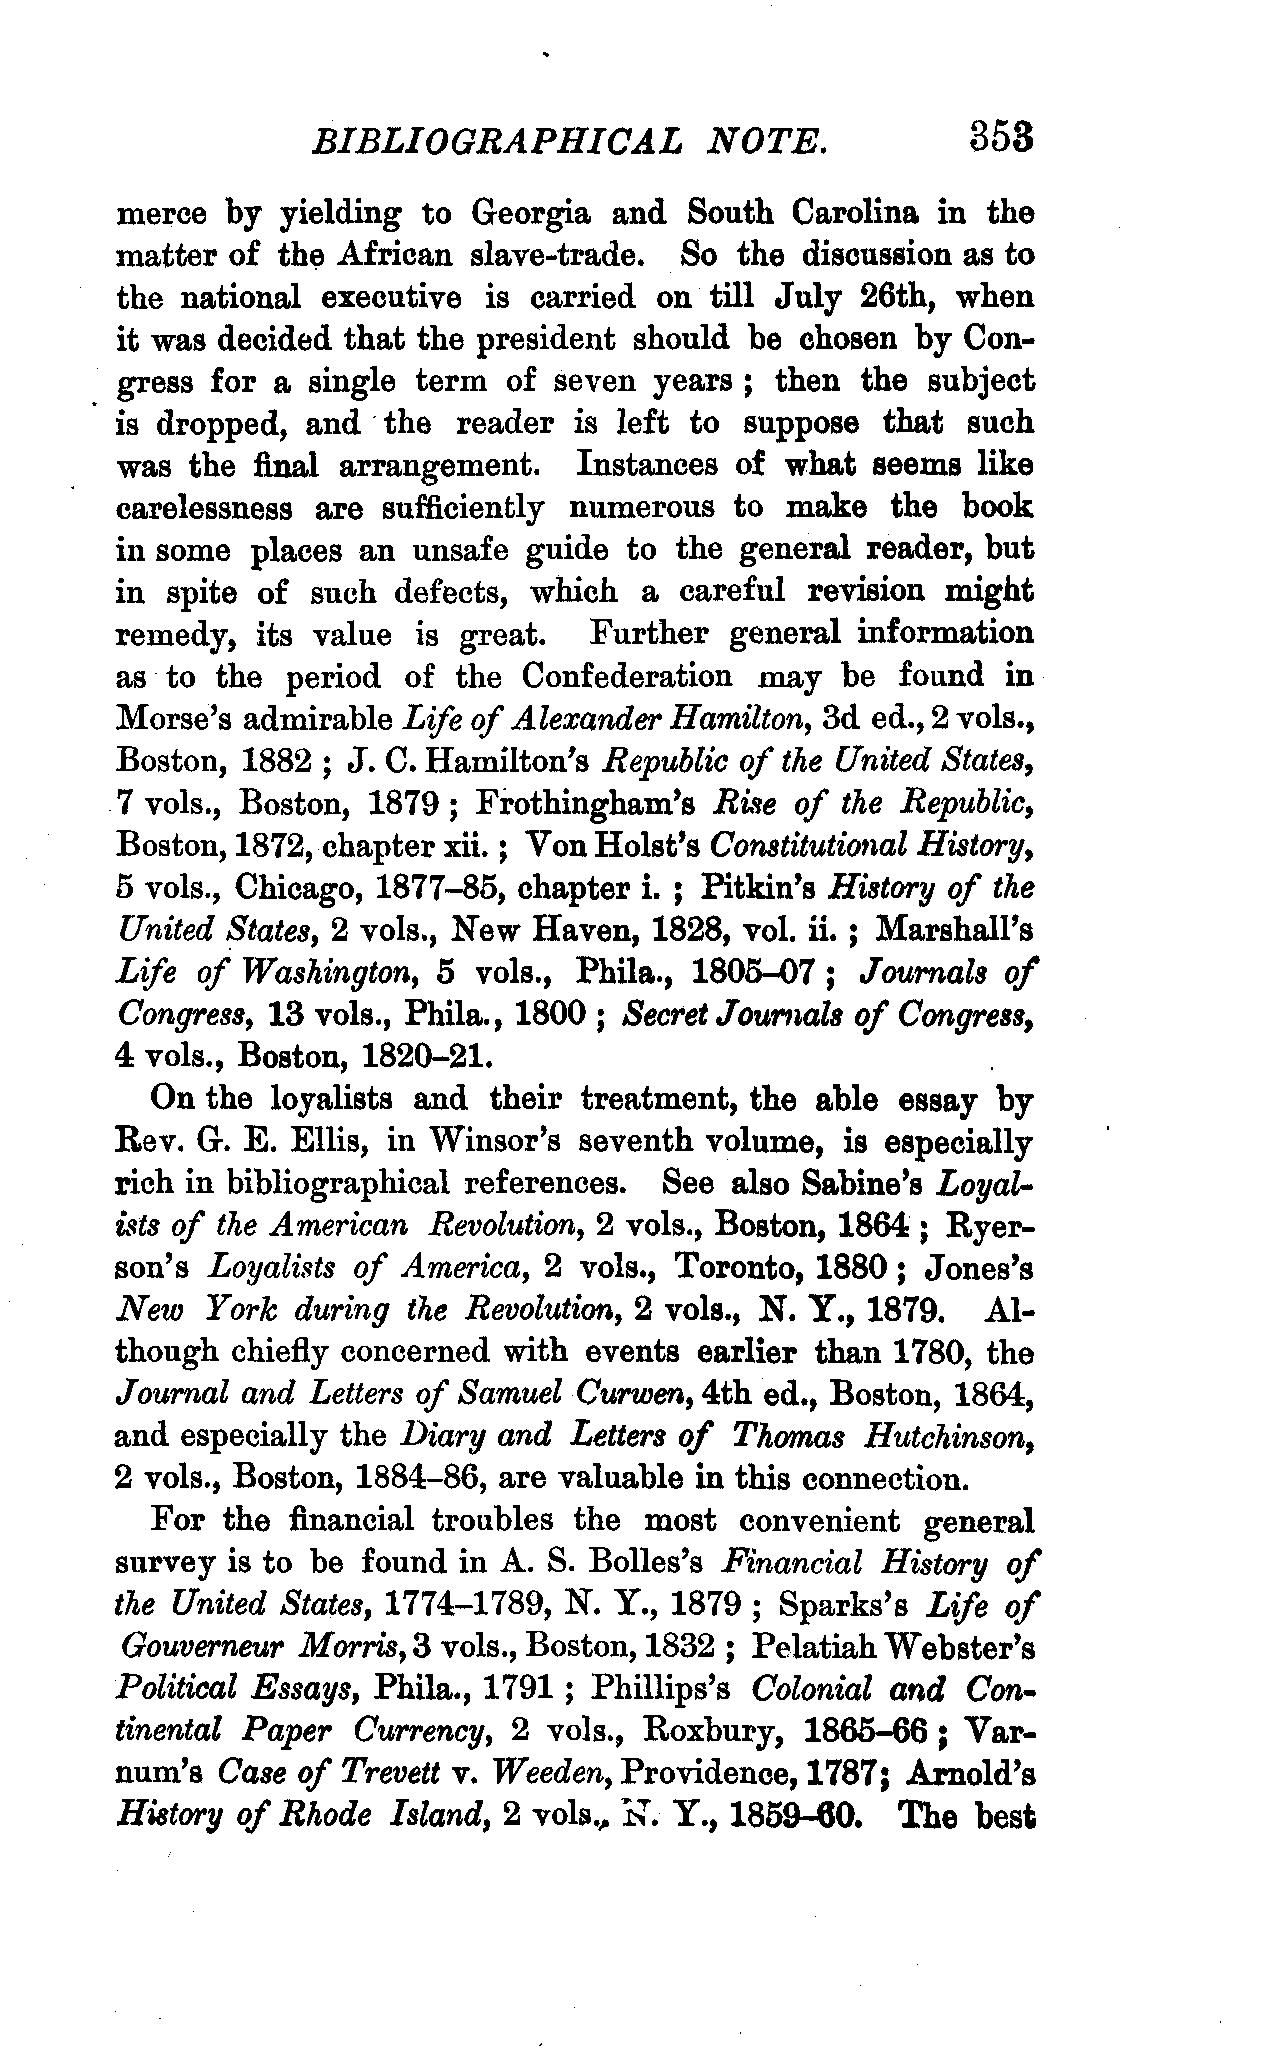 BIBLIOGRAPHICAL NOTE. 353
merce by yielding to Georgia and South Carolina in the
matter of the African slave-trade. So the discussion as to
the national executive is carried on till July 26th, when
it was decided that the president should be chosen by Con-
gress for a single term of seven years ; then the subject
is dropped, and the reader is left to suppose that such
was the final arrangement. Instances of what seems like
carelessness are sufficiently numerous to make the book
in some places an unsafe guide to the general reader, but
in spite of such defects, which a careful revision might
remedy, its value is great. Further general information
as to the period of the Confederation may be found in
Morse's admirable Life of Alexander Hamilton, 3d ed., 2 vols.,
Boston, 1882 ; J. C. Hamilton's Republic of the United States,
7 vols., Boston, 1879 ; Frothingham's Rise of the Republic,
Boston, 1872, chapter xii. ; Von Holst's Constitutional History,
5 vols., Chicago, 1877–85, chapter i. ; Pitkin's History of the
United States, 2 vols., New Haven, 1828, vol. ii. ; Marshall's
Life of Washington, 5 vols., Phila., 1805–07 ; Journals of
Congress, 13 vols., Phila., 1800 ; Secret Journals of Congress,
4 vols., Boston, 1820–21.
On the loyalists and their treatment, the able essay by
Rev. G. E. Ellis, in Winsor's seventh volume, is especially
rich in bibliographical references. See also Sabine's Loyal-
ists of the American Revolution, 2 vols., Boston, 1864 ; Ryer-
son's Loyalists of America, 2 vols., Toronto, 1880 ; Jones's
New York during the Revolution, 2 vols., N. Y., 1879. Al-
though chiefly concerned with events earlier than 1780, the
Journal and Letters of Samuel Curwen, 4th ed., Boston, 1864,
and especially the Diary and Letters of Thomas Hutchinson,
2 vols., Boston, 1884–86, are valuable in this connection.
For the financial troubles the most convenient general
survey is to be found in A. S. Bolles's Financial History of
the United States, 1774–1789, N. Y., 1879 ; Sparks's Life of
Gouverneur Morris, 3 vols., Boston, 1832 ; Pelatiah Webster's
Political Essays, Phila., 1791 ; Phillips's Colonial and Con-
tinental Paper Currency, 2 vols., Roxbury, 1865–66 ; Var-
num's Case of Trevett v. Weeden, Providence, 1787; Arnold's
History of Rhode Island, 2 vols., N. Y., 1859–60. The best